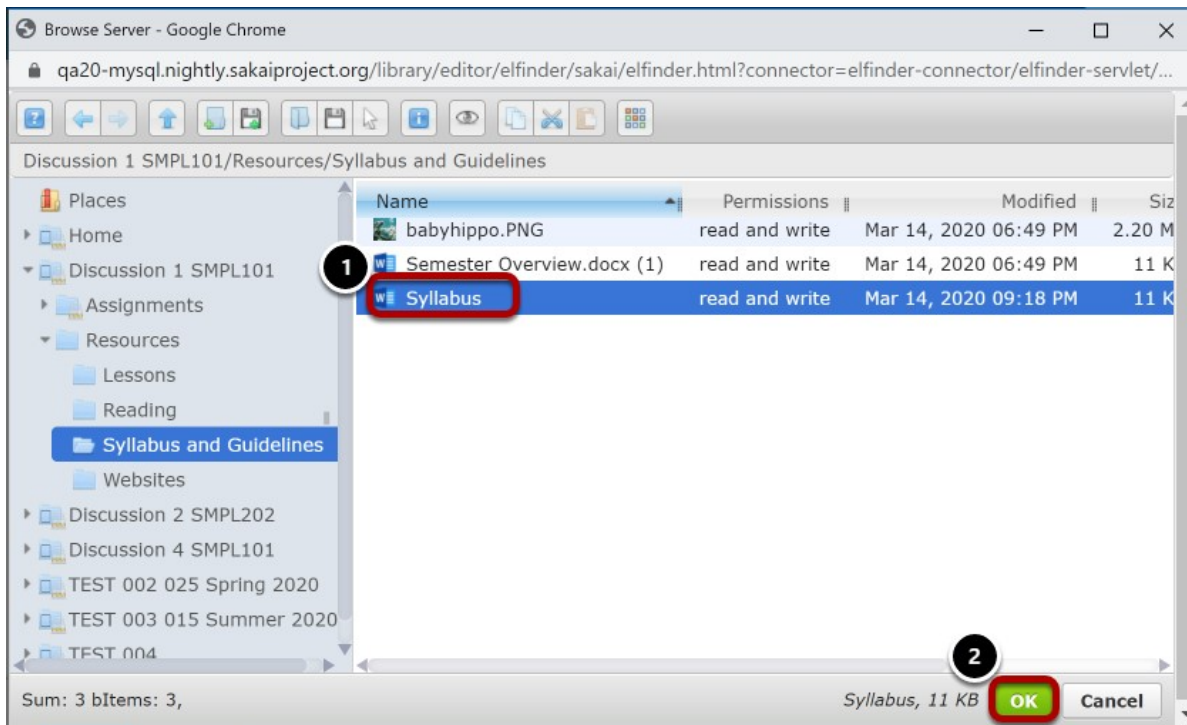 Browse Server - Google Chrome
qa20-mysql.nightly.sakaiproject.org/library/editor/elfinder/sakai/elfinder.html?connector=elfinder-connector/elfinder-servlet/...
Discussion 1 SMPL101/Resources/Syllabus and Guidelines
Places
Home
Discussion 1 SMPL101
Assignments
Resources
Lessons
Reading
Syllabus and Guidelines
Websites
Discussion 2 SMPL202
Discussion 4 SMPL101
TEST 002 025 Spring 2020
TEST 003 015 Summer 2020
TEST 004
Name Permissions Modified Siz
babyhippo.PNG read and write Mar 14, 2020 06:49 PM 2.20 M
1
Semester Overview.docx (1) read and write Mar 14, 2020 06:49 PM 11 K
Syllabus read and write Mar 14, 2020 09:18 PM 11 K
2
Sum: 3 bItems: 3, Syllabus, 11 KB OK Cancel